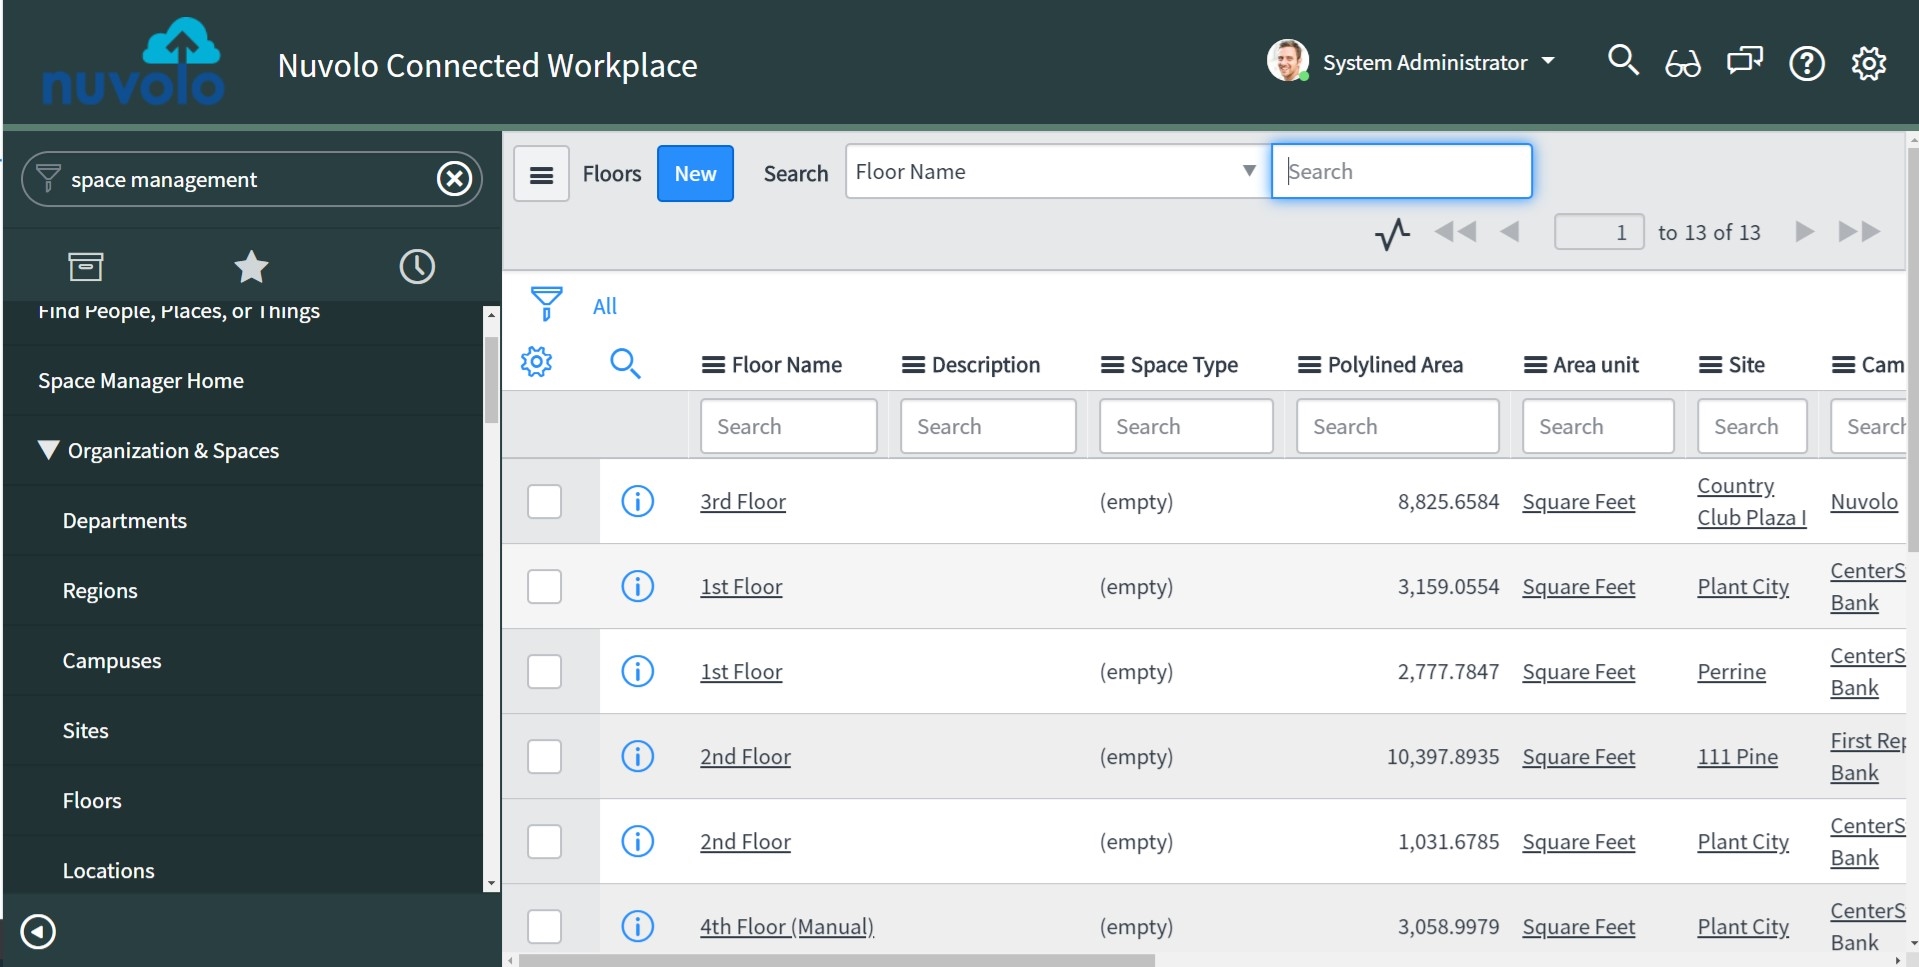 nuvolo
Nuvolo Connected Workplace
System Administrator
space management
Find People, Places, or Things
Space Manager Home
Organization & Spaces
Departments
Regions
Campuses
Sites
Floors
Locations
Floors New Search Floor Name Search
1 to 13 of 13
All
Floor Name Description Space Type Polylined Area Area unit Site Cam
Search Search Search Search Search Search Search
3rd Floor (empty) 8,825.6584 Square Feet Country Club Plaza I Nuvolo
1st Floor (empty) 3,159.0554 Square Feet Plant City CenterS Bank
1st Floor (empty) 2,777.7847 Square Feet Perrine CenterS Bank
2nd Floor (empty) 10,397.8935 Square Feet 111 Pine First Rep Bank
2nd Floor (empty) 1,031.6785 Square Feet Plant City CenterS Bank
4th Floor (Manual) (empty) 3,058.9979 Square Feet Plant City CenterS Bank